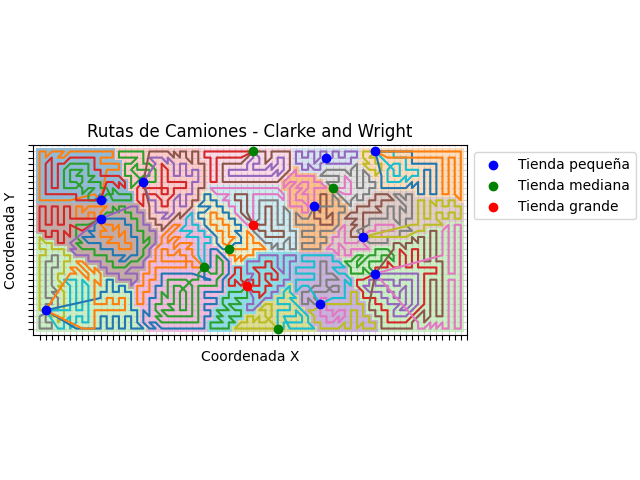 Rutas de Camiones - Clarke and Wright
Tienda pequeña
Tienda mediana
Tienda grande
Coordenada Y
Coordenada X